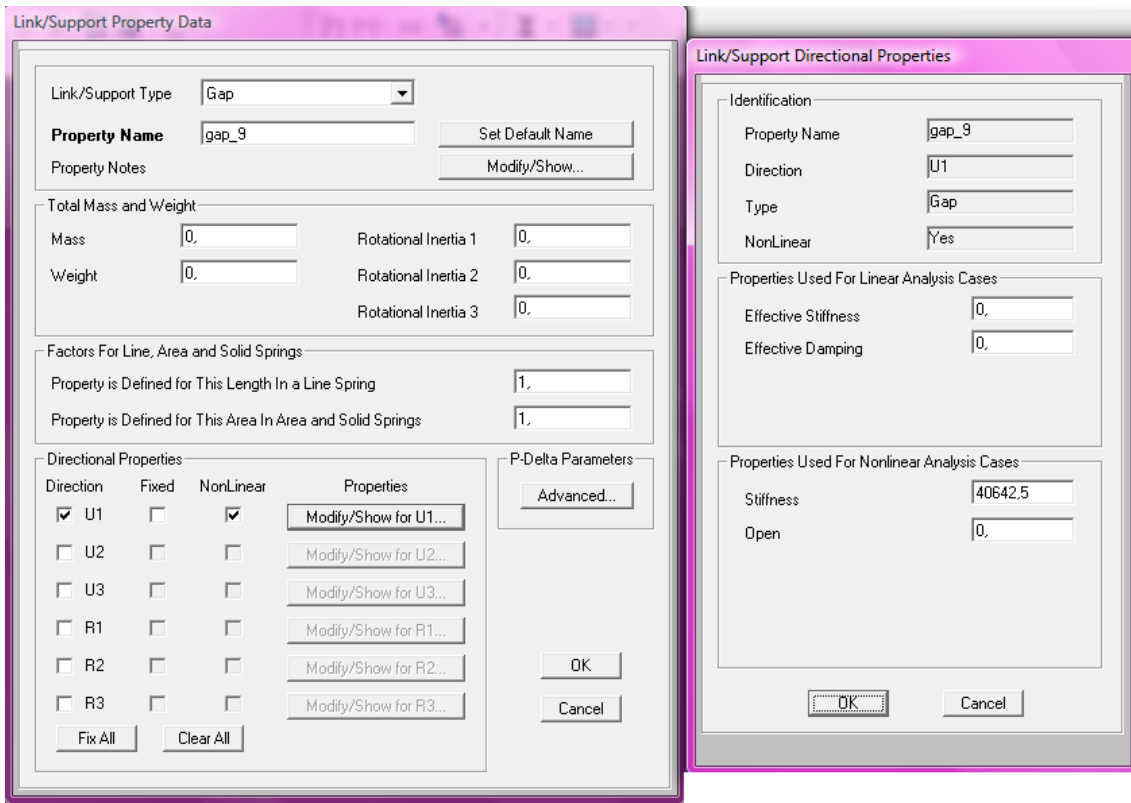 Link/Support Property Data
Link/Support Type Gap
Property Name gap_9 Set Default Name
Property Notes Modify/Show...
Total Mass and Weight
Mass 0, Rotational Inertia 1 0,
Weight 0, Rotational Inertia 2 0,
Rotational Inertia 3 0,
Factors For Line, Area and Solid Springs
Property is Defined for This Length In a Line Spring 1,
Property is Defined for This Area In Area and Solid Springs 1,
Directional Properties
Direction Fixed NonLinear Properties
U1 Modify/Show for U1...
U2 Modify/Show for U2...
U3 Modify/Show for U3...
R1 Modify/Show for R1...
R2 Modify/Show for R2...
R3 Modify/Show for R3...
Fix All Clear All
P-Delta Parameters
Advanced...
OK
Cancel
Link/Support Directional Properties
Identification
Property Name gap_9
Direction U1
Type Gap
NonLinear Yes
Properties Used For Linear Analysis Cases
Effective Stiffness 0,
Effective Damping 0,
Properties Used For Nonlinear Analysis Cases
Stiffness 40642,5
Open 0,
OK Cancel